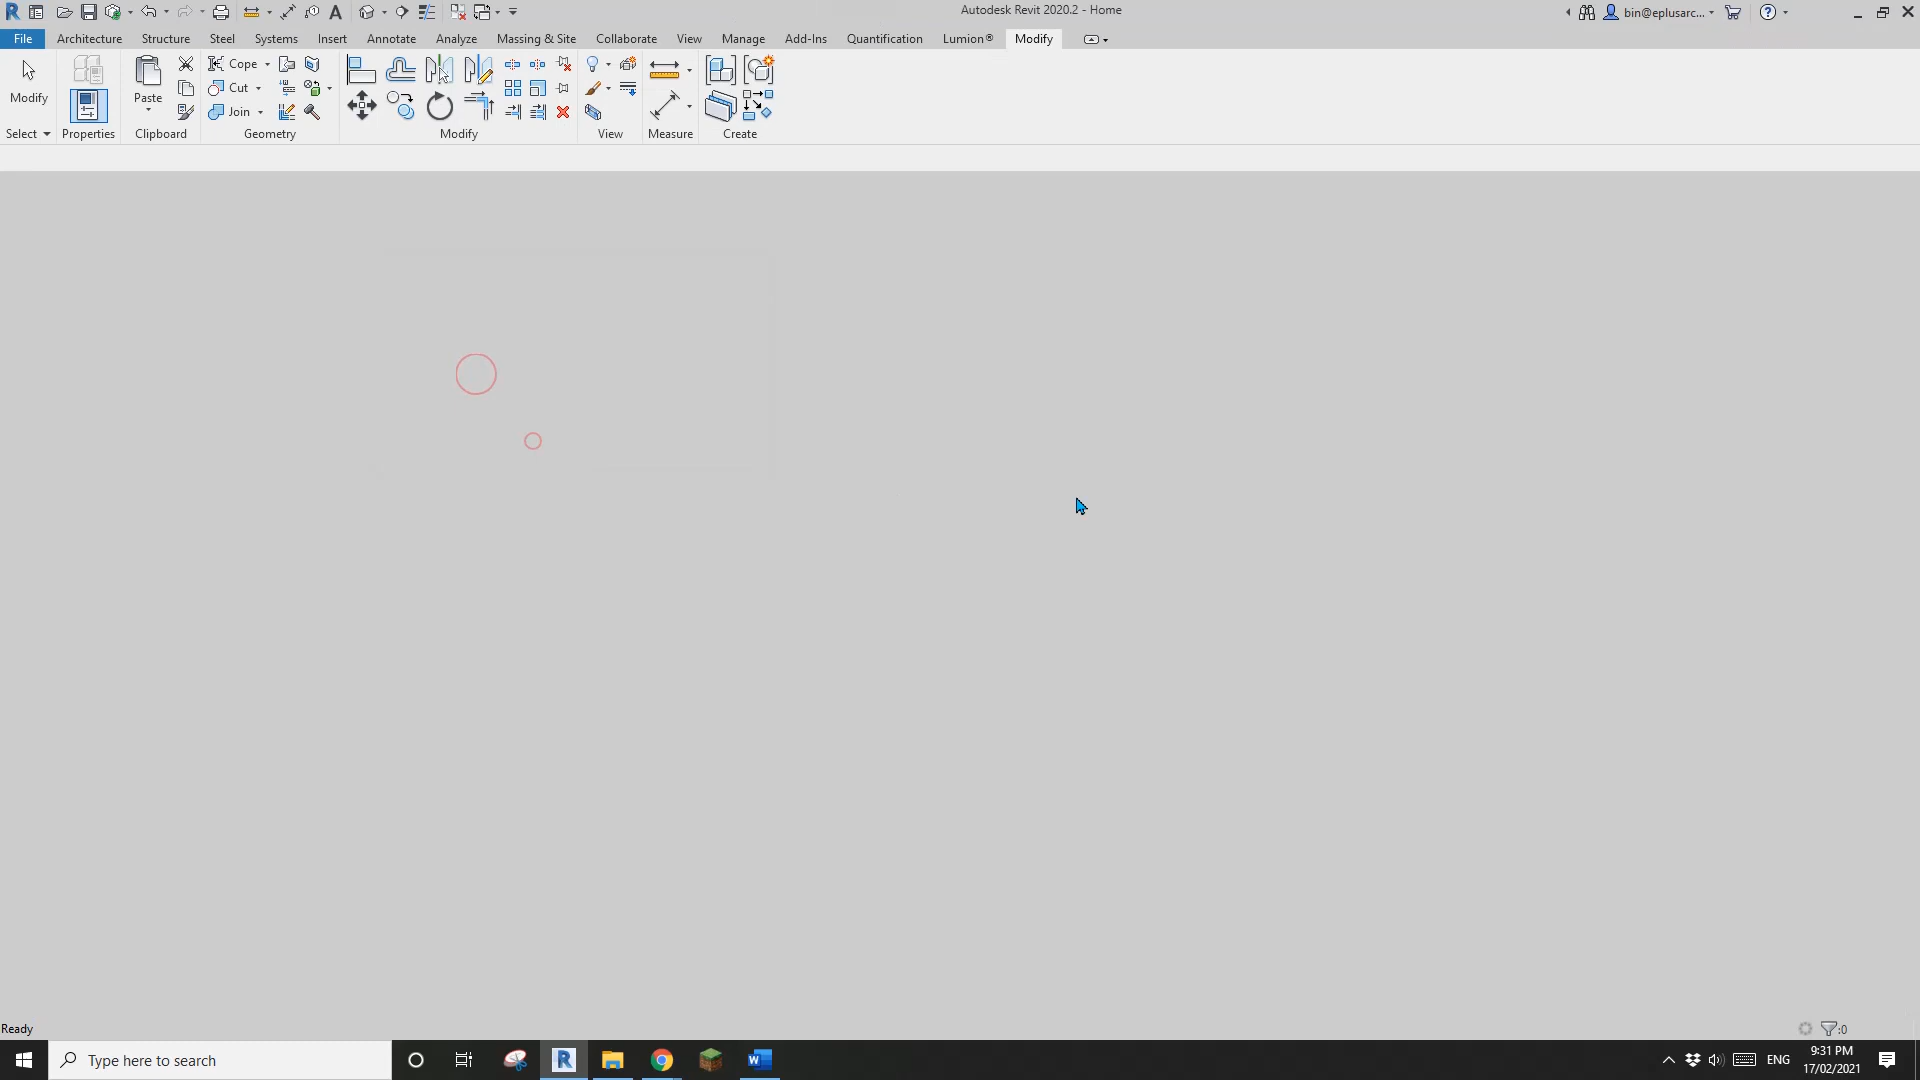 Autodesk Revit 2020.2 - Home
bin@eplusarc...
File Architecture Structure Steel Systems Insert Annotate Analyze Massing & Site Collaborate View Manage Add-Ins Quantification Lumion® Modify
Modify
Paste
Cope
Cut
Join
Select Properties Clipboard Geometry Modify View Measure Create
Ready
:0
Type here to search
ENG
9:31 PM
17/02/2021